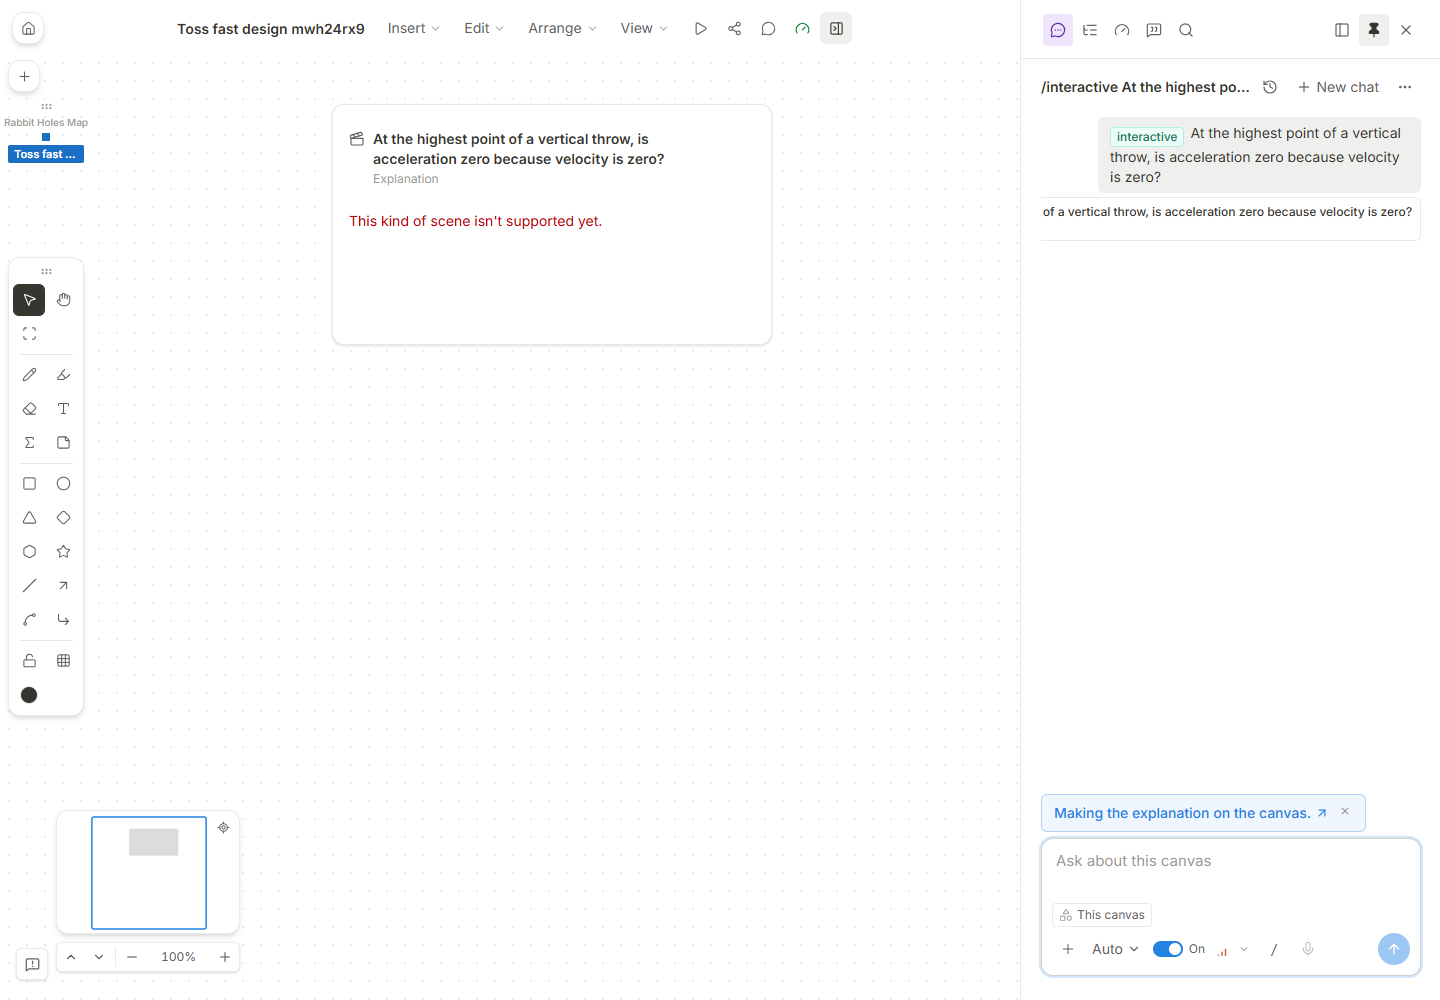 Toss fast design mwh24rx9
Insert
Edit
Arrange
View
Rabbit Holes Map
Toss fast ...
At the highest point of a vertical throw, is
acceleration zero because velocity is zero?
Explanation
This kind of scene isn't supported yet.
100%
/interactive At the highest po...
New chat
interactive At the highest point of a vertical
throw, is acceleration zero because velocity
is zero?
of a vertical throw, is acceleration zero because velocity is zero?
Making the explanation on the canvas.
Ask about this canvas
This canvas
Auto
On
/